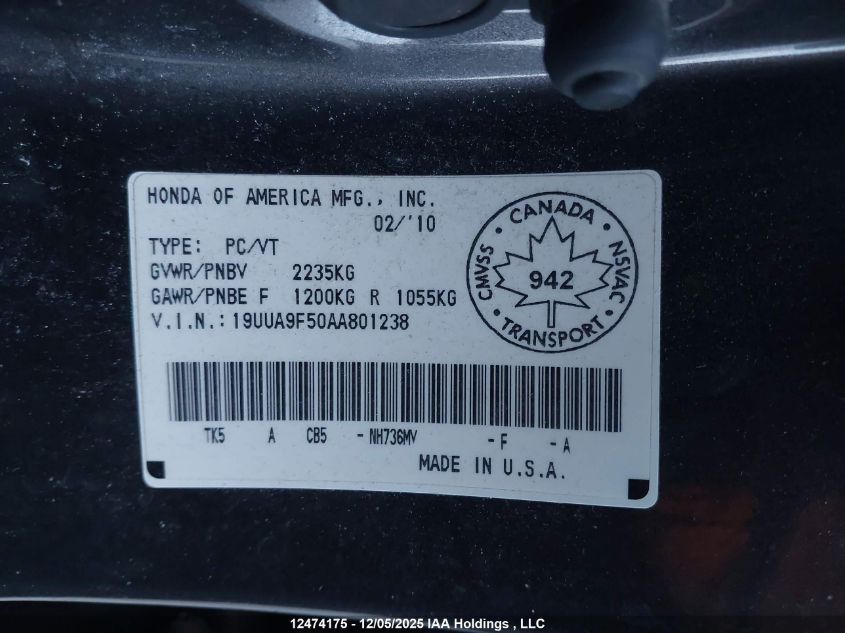 HONDA OF AMERICA MFG., INC.
02/'10
TYPE: PC/VT
GVWR/PNBV 2235KG
GAWR/PNBE F 1200KG R 1055KG
V.I.N.: 19UUA9F50AA801238
CANADA
CMVSS • NSVAC
942
• TRANSPORT •
TK5 A CB5 - NH736MV - F - A
MADE IN U.S.A.
12474175 - 12/05/2025 IAA Holdings , LLC